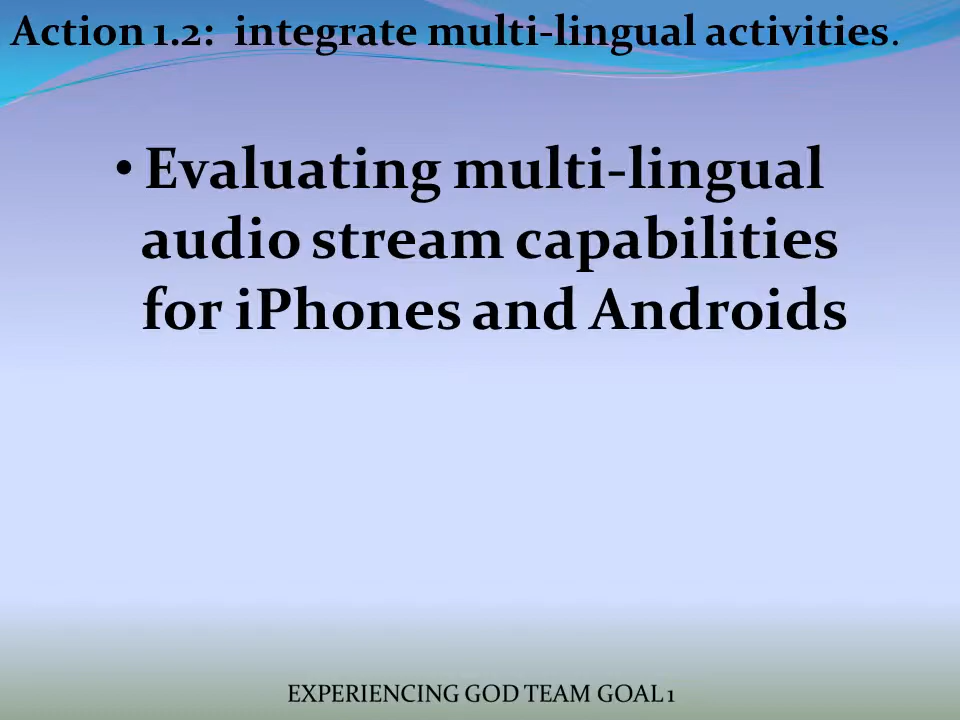 Action 1.2:  integrate multi-lingual activities.
• Evaluating multi-lingual
audio stream capabilities
for iPhones and Androids
EXPERIENCING GOD TEAM GOAL 1